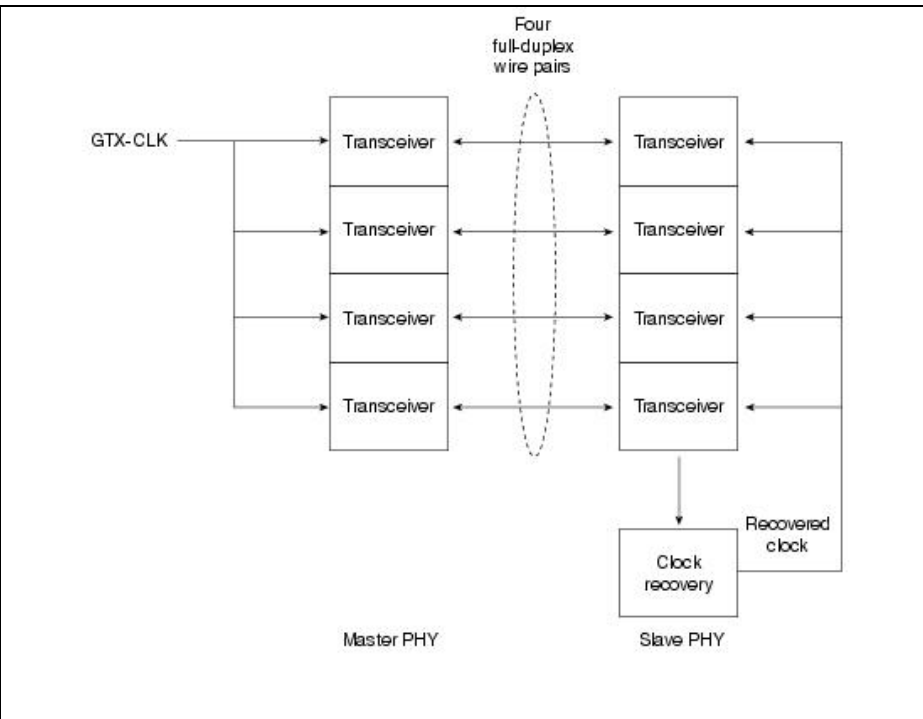 Four
full-duplex
wire pairs
GTX-CLK
Transceiver
Transceiver
Transceiver
Transceiver
Transceiver
Transceiver
Transceiver
Transceiver
Recovered
clock
Clock
recovery
Master PHY
Slave PHY